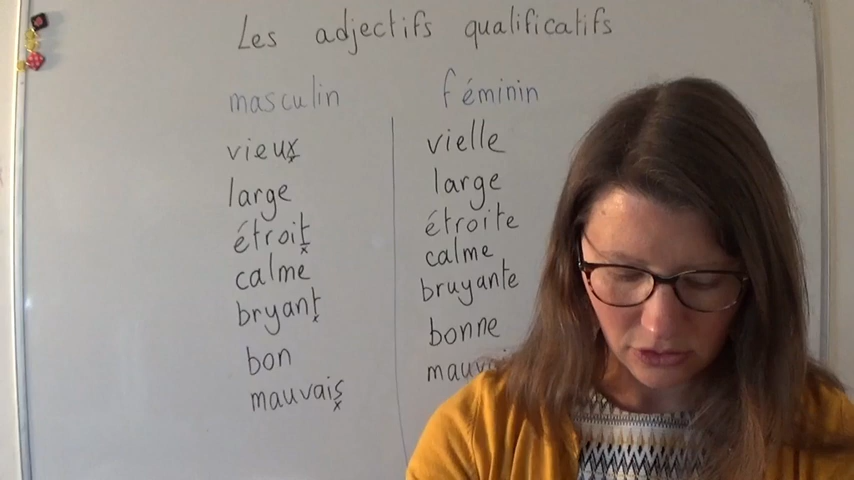 Les adjectifs qualificatifs
masculin féminin
vieux vielle
large large
étroit étroite
calme calme
bryant bruyante
bon bonne
mauvais